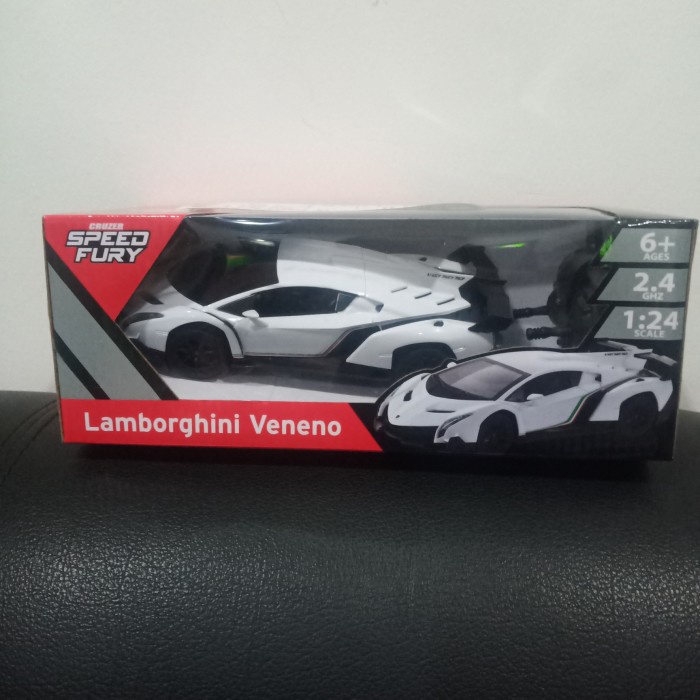 CRUZER
SPEED
FURY
6+
AGES
2.4
GHZ
1:24
SCALE
Lamborghini Veneno